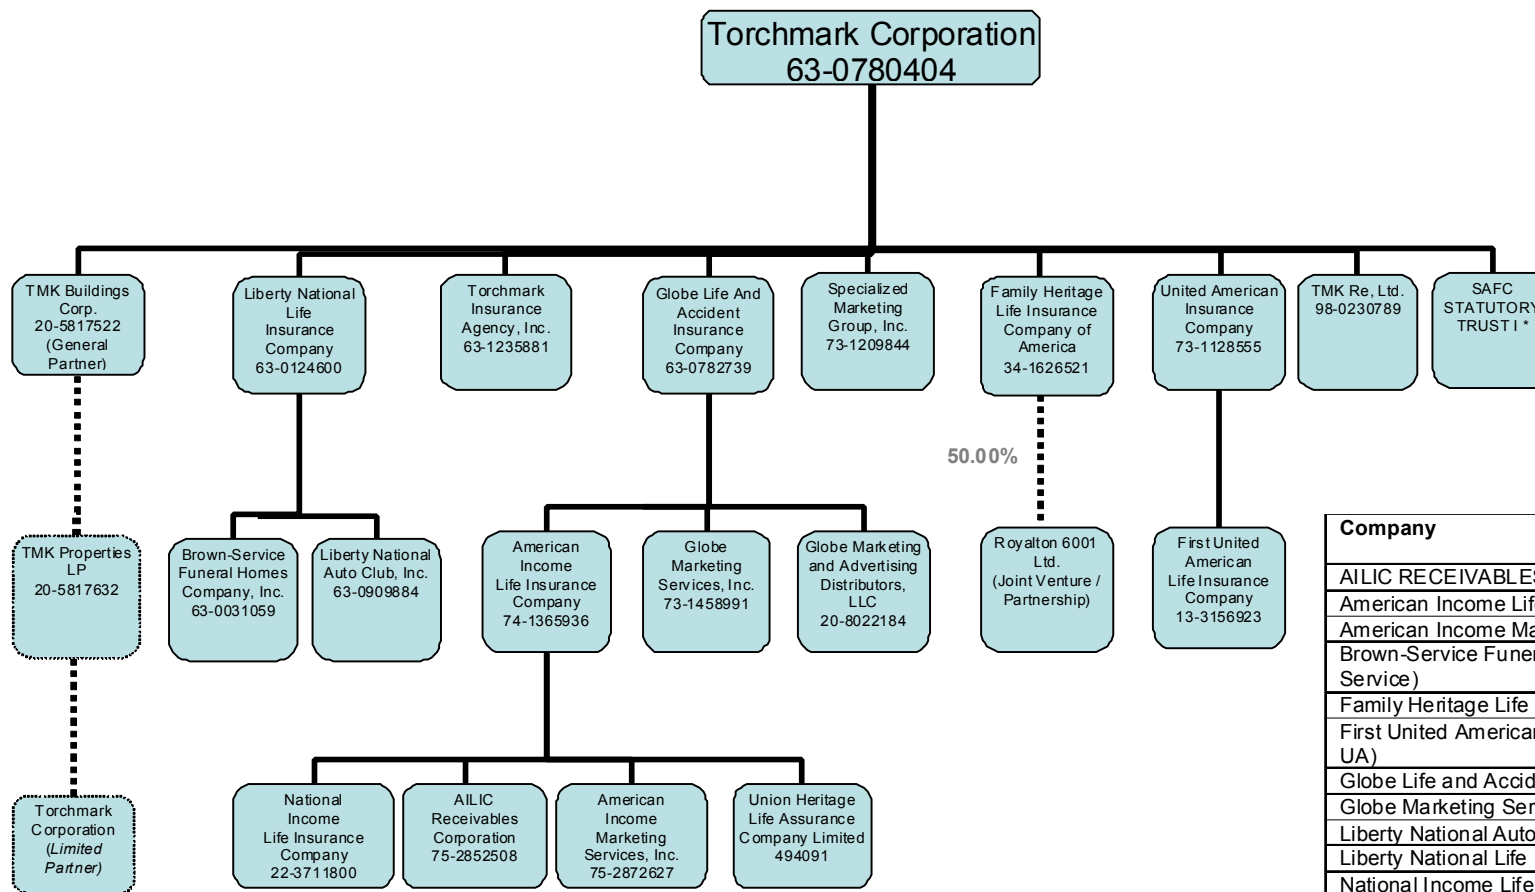 Torchmark Corporation
63-0780404
TMK Buildings
Corp.
20-5817522
(General
Partner)
Liberty National
Life
Insurance
Company
63-0124600
Torchmark
Insurance
Agency, Inc.
63-1235881
Globe Life And
Accident
Insurance
Company
63-0782739
Specialized
Marketing
Group, Inc.
73-1209844
Family Heritage
Life Insurance
Company of
America
34-1626521
United American
Insurance
Company
73-1128555
TMK Re, Ltd.
98-0230789
SAFC
STATUTORY
TRUST I *
50.00%
TMK Properties
LP
20-5817632
Brown-Service
Funeral Homes
Company, Inc.
63-0031059
Liberty National
Auto Club, Inc.
63-0909884
American
Income
Life Insurance
Company
74-1365936
Globe
Marketing
Services, Inc.
73-1458991
Globe Marketing
and Advertising
Distributors,
LLC
20-8022184
Royalton 6001
Ltd.
(Joint Venture /
Partnership)
First United
American
Life Insurance
Company
13-3156923
Torchmark
Corporation
(Limited
Partner)
National
Income
Life Insurance
Company
22-3711800
AILIC
Receivables
Corporation
75-2852508
American
Income
Marketing
Services, Inc.
75-2872627
Union Heritage
Life Assurance
Company Limited
494091
Company
AILIC RECEIVABLES
American Income Lif
American Income Ma
Brown-Service Funer
Service)
Family Heritage Life
First United American
UA)
Globe Life and Accid
Globe Marketing Ser
Liberty National Auto
Liberty National Life
National Income Life